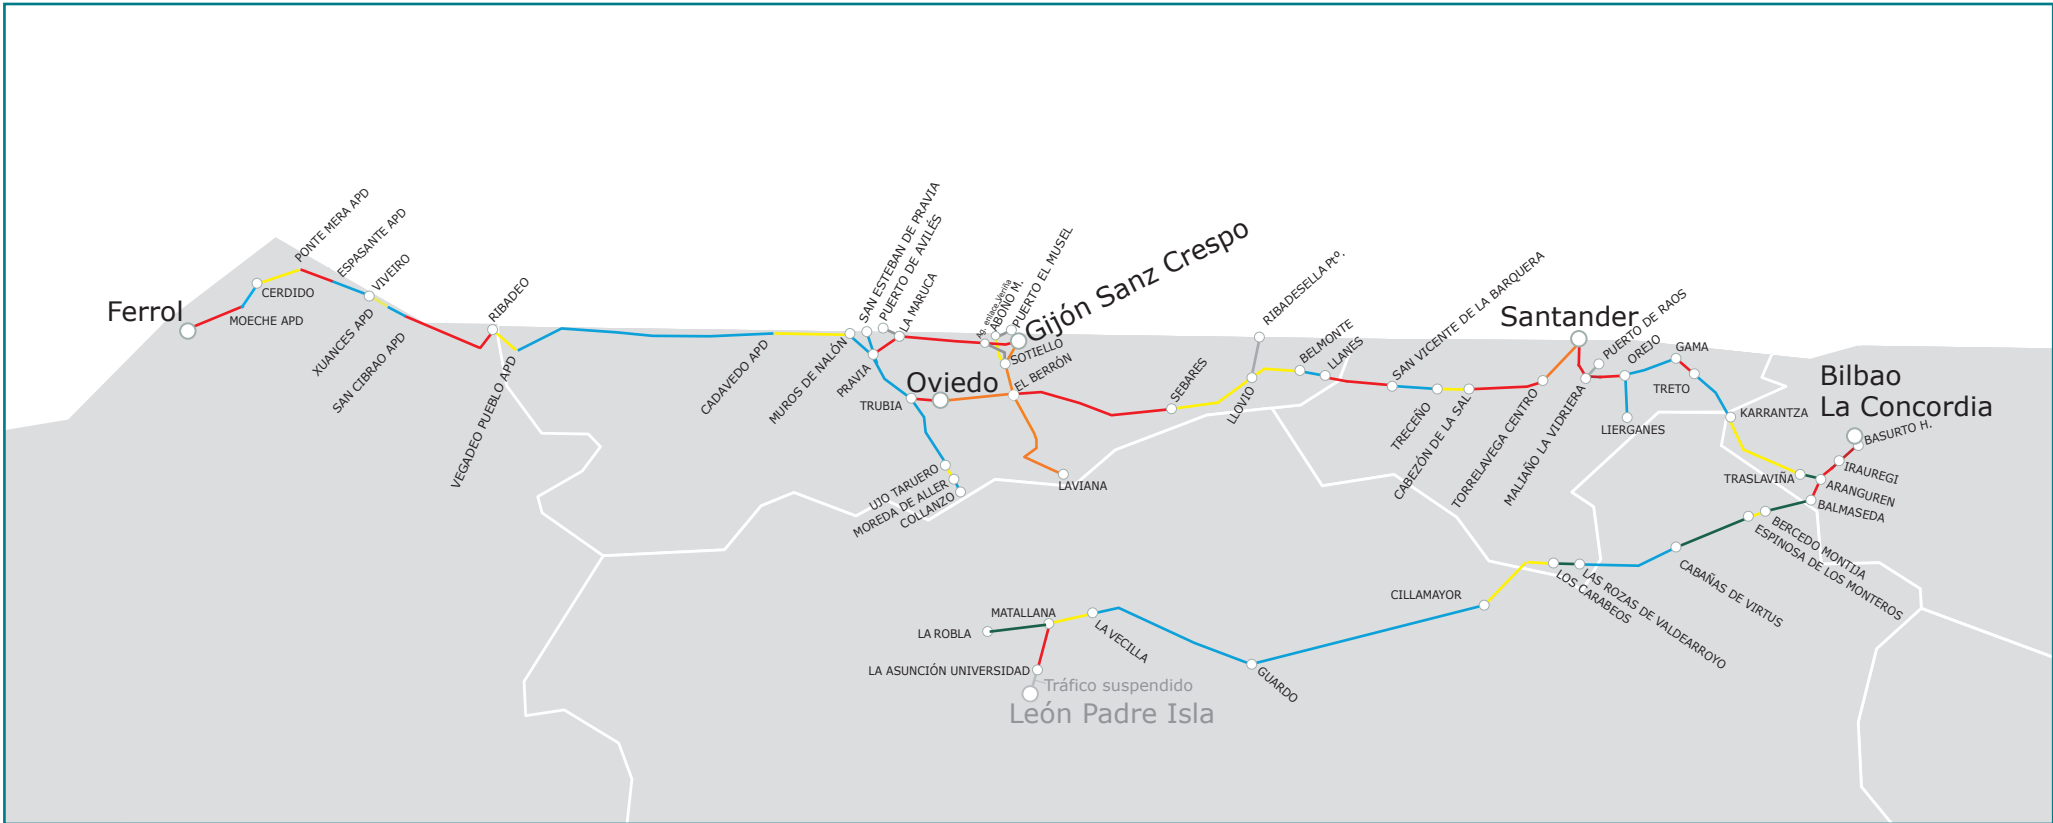 Ferrol
MOECHE APD
CERDIDO
PONTE MERA APD
ESPASANTE APD
VIVEIRO
XUANCES APD
SAN CIBRAO APD
RIBADEO
VEGADEO PUEBLO APD
CADAVEDO APD
MUROS DE NALÓN
SAN ESTEBAN DE PRAVIA
PUERTO DE AVILÉS
PRAVIA
LA MARUCA
TRUBIA
Oviedo
UJO TARUERO
MOREDA DE ALLER
COLLANZO
Ag. enlace Veriña
ABOÑO M.
PUERTO EL MUSEL
Gijón Sanz Crespo
SOTIELLO
EL BERRÓN
LAVIANA
SEBARES
LLOVIO
RIBADESELLA Ptº.
BELMONTE
LLANES
SAN VICENTE DE LA BARQUERA
TRECEÑO
CABEZÓN DE LA SAL
TORRELAVEGA CENTRO
Santander
MALIAÑO LA VIDRIERA
PUERTO DE RAOS
OREJO
LIERGANES
GAMA
TRETO
KARRANTZA
TRASLAVIÑA
Bilbao
La Concordia
BASURTO H.
IRAUREGI
ARANGUREN
BALMASEDA
BERCEDO MONTIJA
ESPINOSA DE LOS MONTEROS
CABAÑAS DE VIRTUS
LAS ROZAS DE VALDEARROYO
LOS CARABEOS
CILLAMAYOR
GUARDO
LA VECILLA
MATALLANA
LA ROBLA
LA ASUNCIÓN UNIVERSIDAD
Tráfico suspendido
León Padre Isla